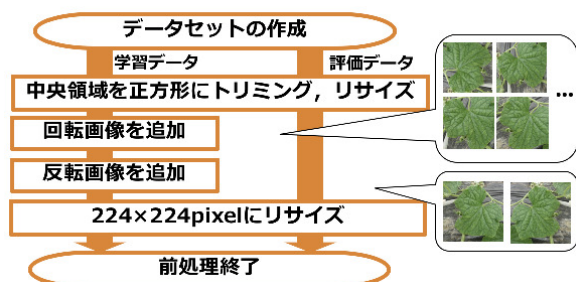 データセットの作成
学習データ
評価データ
中央領域を正方形にトリミング，リサイズ
回転画像を追加
…
反転画像を追加
224×224pixelにリサイズ
前処理終了